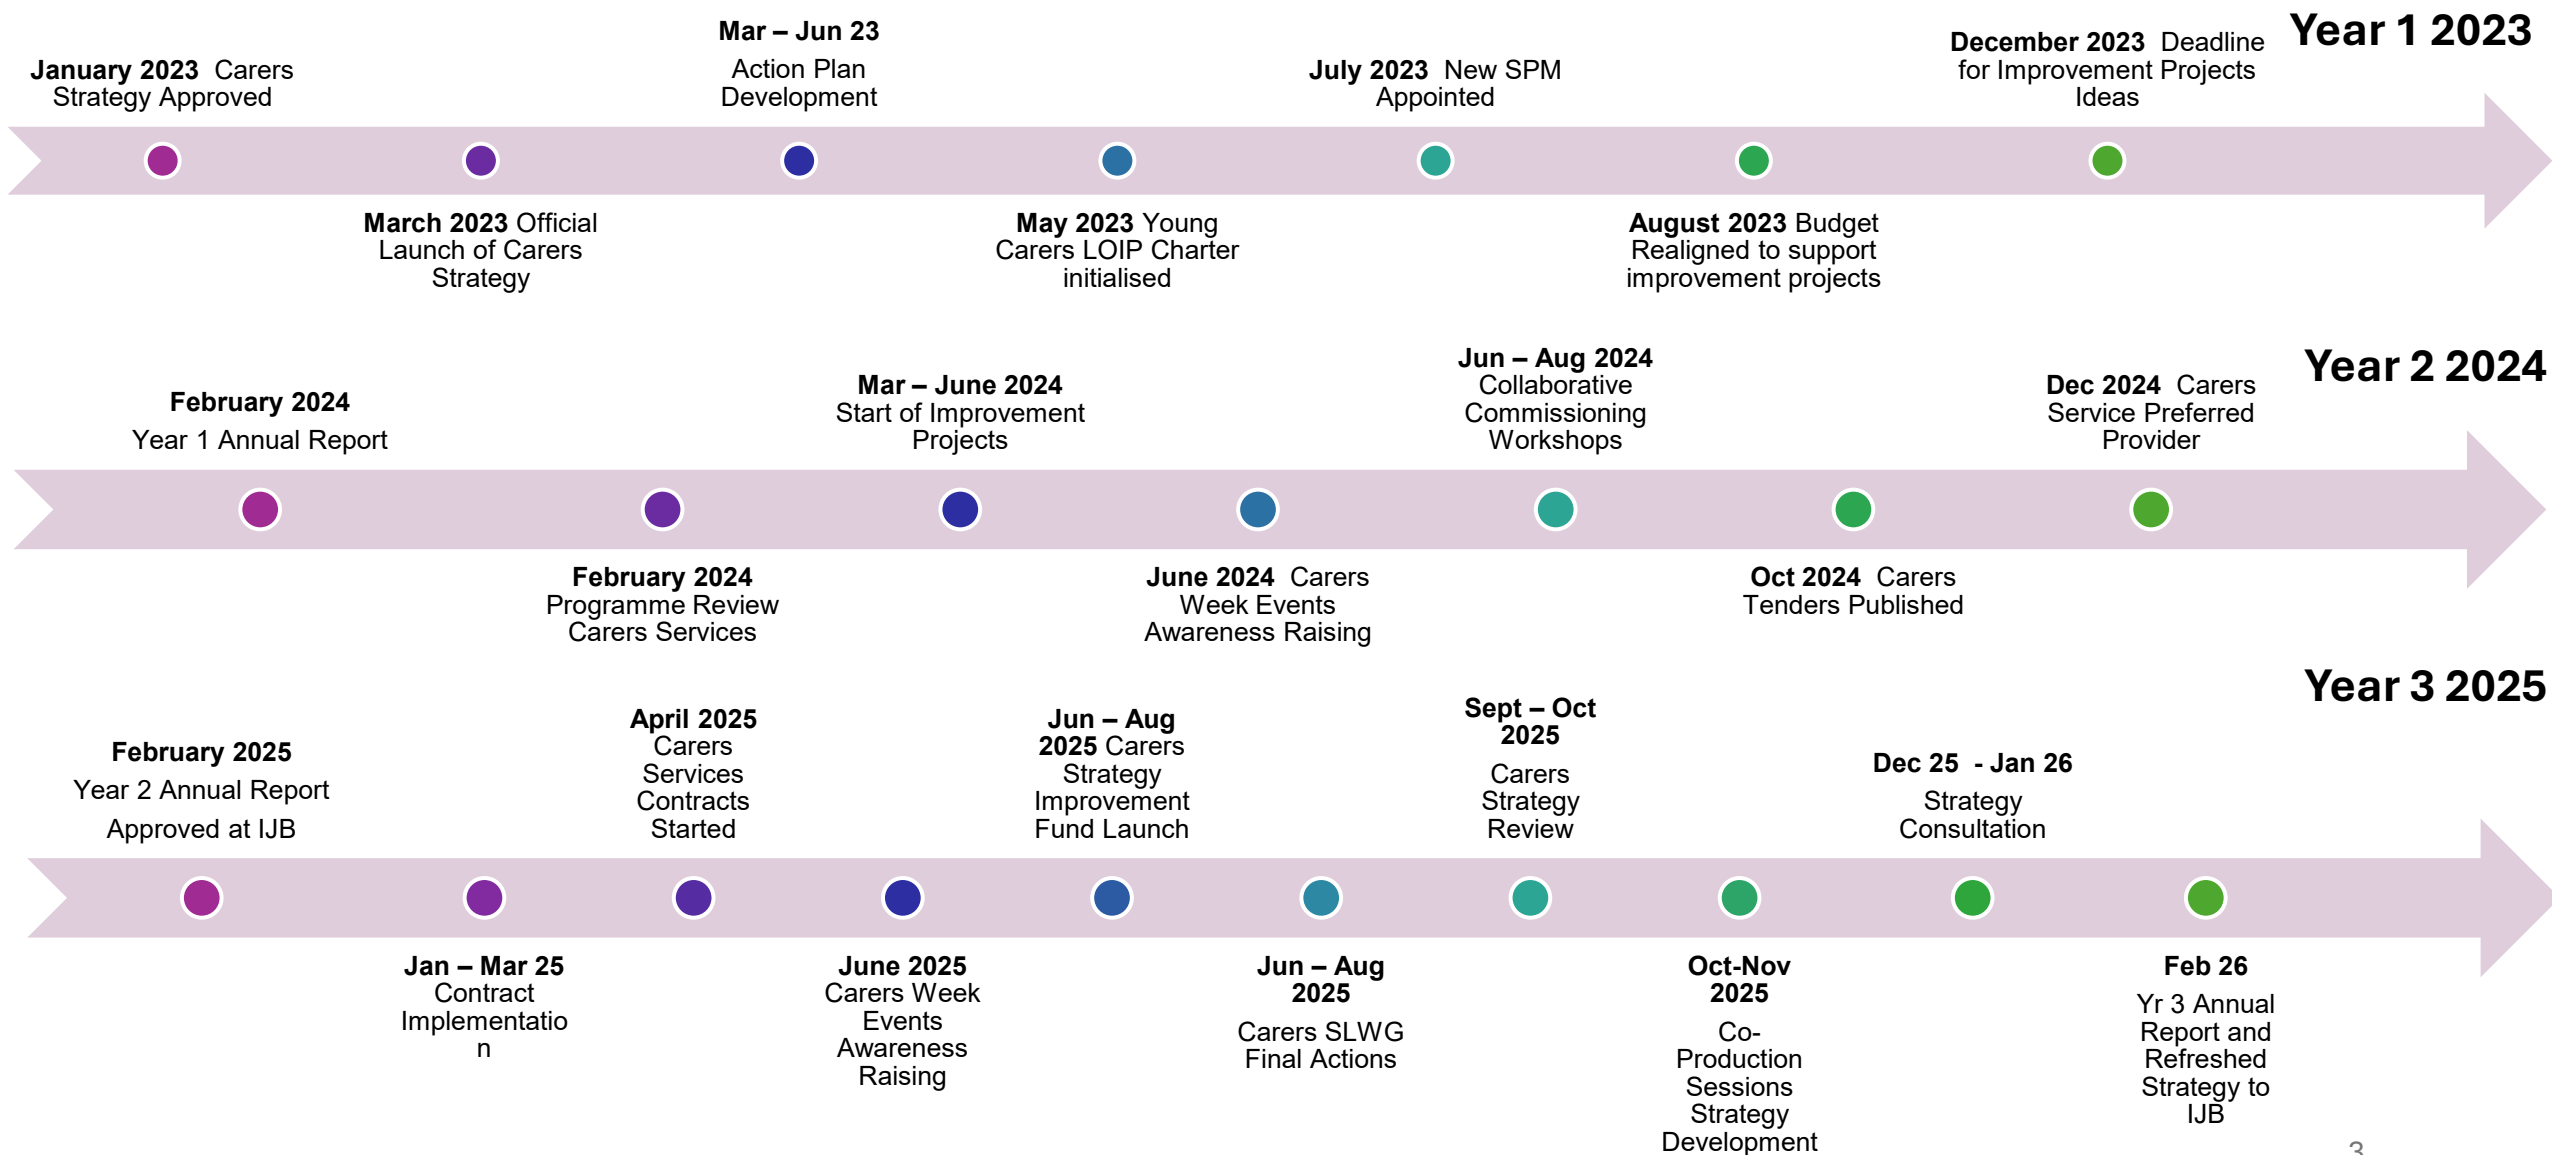 Year 1 2023
January 2023  Carers
Strategy Approved
March 2023 Official
Launch of Carers
Strategy
Mar – Jun 23
Action Plan
Development
May 2023 Young
Carers LOIP Charter
initialised
July 2023  New SPM
Appointed
August 2023 Budget
Realigned to support
improvement projects
December 2023  Deadline
for Improvement Projects
Ideas
Year 2 2024
February 2024
Year 1 Annual Report
February 2024
Programme Review
Carers Services
Mar – June 2024
Start of Improvement
Projects
June 2024  Carers
Week Events
Awareness Raising
Jun – Aug 2024
Collaborative
Commissioning
Workshops
Oct 2024  Carers
Tenders Published
Dec 2024  Carers
Service Preferred
Provider
Year 3 2025
February 2025
Year 2 Annual Report
Approved at IJB
Jan – Mar 25
Contract
Implementatio
n
April 2025
Carers
Services
Contracts
Started
June 2025
Carers Week
Events
Awareness
Raising
Jun – Aug
2025 Carers
Strategy
Improvement
Fund Launch
Jun – Aug
2025
Carers SLWG
Final Actions
Sept – Oct
2025
Carers
Strategy
Review
Oct-Nov
2025
Co-
Production
Sessions
Strategy
Development
Dec 25  - Jan 26
Strategy
Consultation
Feb 26
Yr 3 Annual
Report and
Refreshed
Strategy to
IJB
3